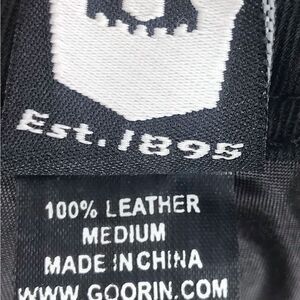 Est. 1895
100% LEATHER
MEDIUM
MADE IN CHINA
WWW.GOORIN.COM